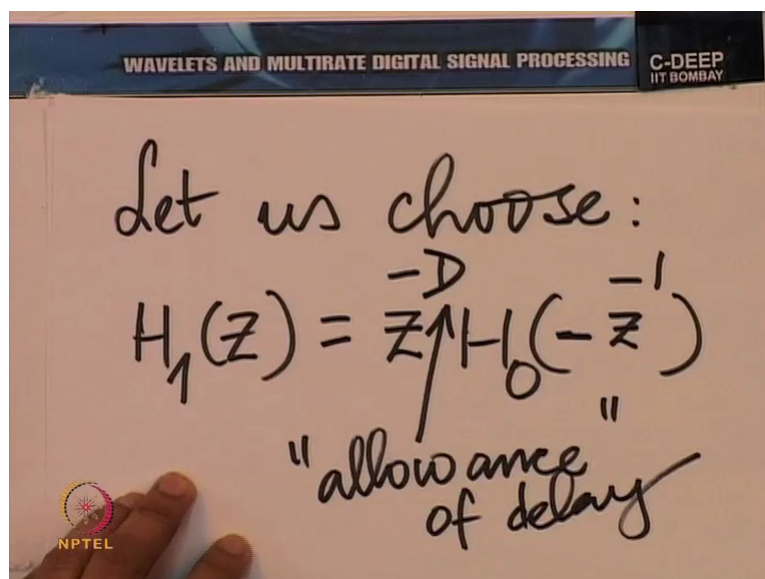 WAVELETS AND MULTIRATE DIGITAL SIGNAL PROCESSING
C-DEEP
IIT BOMBAY
Let us choose:
H₁(Z) = Z^{-D} H₀(-Z^{-1})
"allowance"
of delay
NPTEL